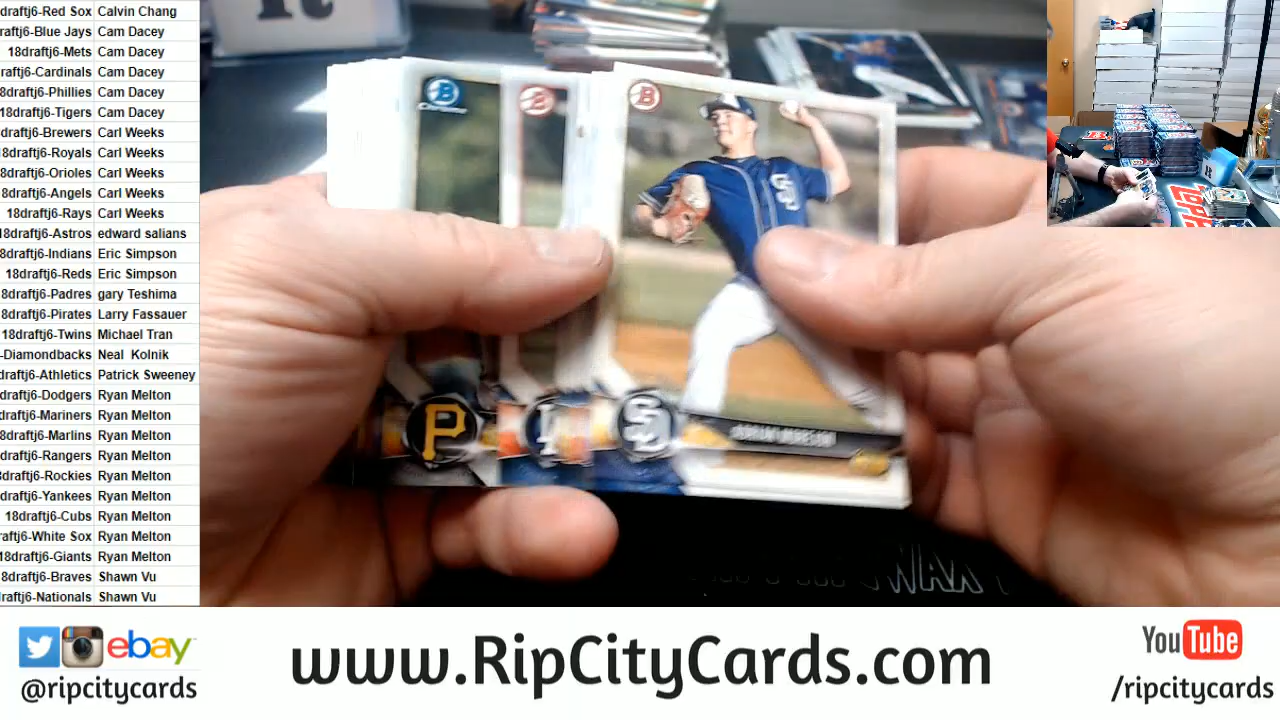 draftj6-Red Sox Calvin Chang
raftj6-Blue Jays Cam Dacey
18draftj6-Mets Cam Dacey
raftj6-Cardinals Cam Dacey
8draftj6-Phillies Cam Dacey
18draftj6-Tigers Cam Dacey
draftj6-Brewers Carl Weeks
8draftj6-Royals Carl Weeks
draftj6-Orioles Carl Weeks
8draftj6-Angels Carl Weeks
18draftj6-Rays Carl Weeks
8draftj6-Astros edward salians
draftj6-Indians Eric Simpson
18draftj6-Reds Eric Simpson
8draftj6-Padres gary Teshima
8draftj6-Pirates Larry Fassauer
18draftj6-Twins Michael Tran
-Diamondbacks Neal Kolnik
draftj6-Athletics Patrick Sweeney
draftj6-Dodgers Ryan Melton
raftj6-Mariners Ryan Melton
8draftj6-Marlins Ryan Melton
draftj6-Rangers Ryan Melton
8draftj6-Rockies Ryan Melton
draftj6-Yankees Ryan Melton
18draftj6-Cubs Ryan Melton
raftj6-White Sox Ryan Melton
18draftj6-Giants Ryan Melton
8draftj6-Braves Shawn Vu
raftj6-Nationals Shawn Vu
B
B
B
SD
P
SD
WAX
ebay
@ripcitycards
www.RipCityCards.com
YouTube
/ripcitycards